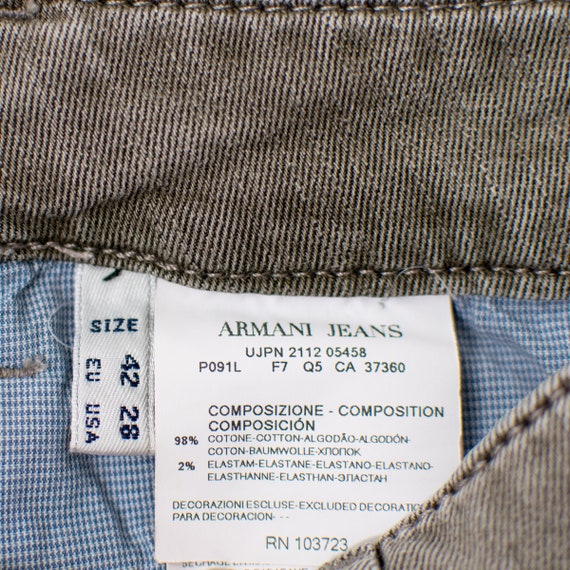 SIZE
EU 42
USA 28
ARMANI JEANS
UJPN 2112 05458
P091L F7 Q5 CA 37360
COMPOSIZIONE - COMPOSITION
COMPOSICIÓN
98% COTONE-COTTON-ALGODÃO-ALGODÓN-
COTON-BAUMWOLLE-ХЛОПОК
2% ELASTAM-ELASTANE-ELASTANO-ELASTANO-
ELASTHANNE-ELASTHAN-ЭЛАСТАН
DECORAZIONI ESCLUSE-EXCLUDED DECORATIO
PARA DECORACION- - -
RN 103723